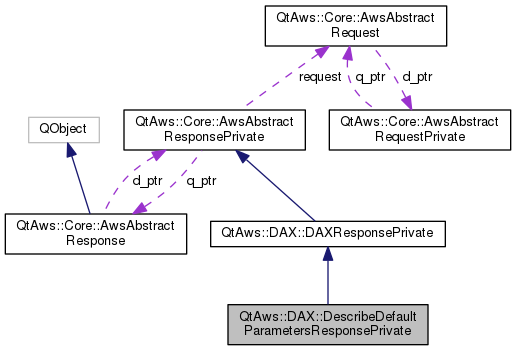 QtAws::Core::AwsAbstract
Request
request
q_ptr
d_ptr
QtAws::Core::AwsAbstract
ResponsePrivate
QtAws::Core::AwsAbstract
RequestPrivate
QObject
d_ptr
q_ptr
QtAws::Core::AwsAbstract
Response
QtAws::DAX::DAXResponsePrivate
QtAws::DAX::DescribeDefault
ParametersResponsePrivate